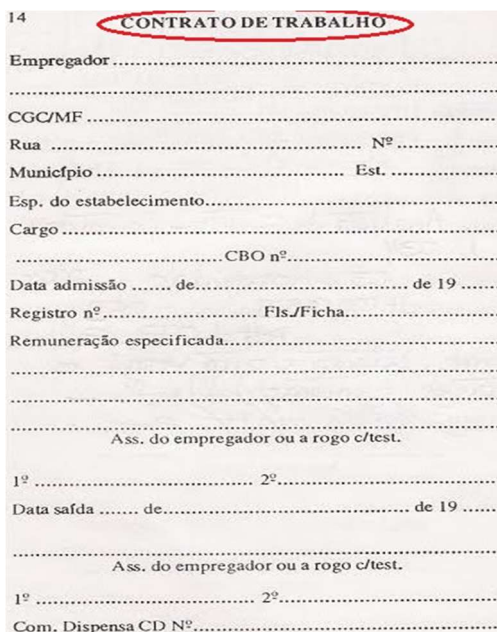 14
CONTRATO DE TRABALHO
Empregador
CGC/MF
Rua Nº
Município Est.
Esp. do estabelecimento
Cargo
CBO nº
Data admissão ....... de .......................... de 19 ......
Registro nº Fls./Ficha
Remuneração especificada
Ass. do empregador ou a rogo c/test.
1º 2º
Data saída ....... de .......................... de 19 ......
Ass. do empregador ou a rogo c/test.
1º 2º
Com. Dispensa CD Nº